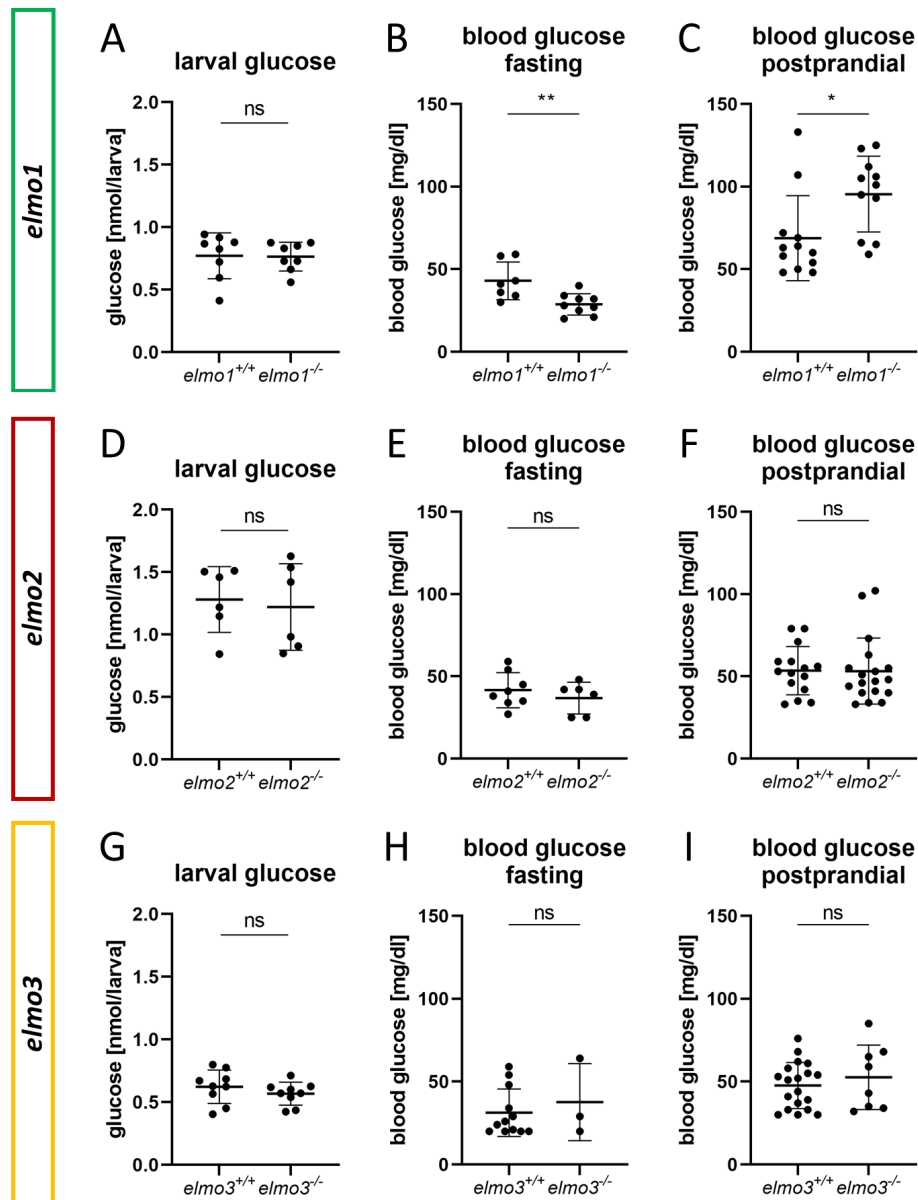 elmo1
A
larval glucose
glucose [nmol/larva]
2.0
1.5
1.0
0.5
0.0
ns
elmo1+/+ elmo1-/-
B
blood glucose
fasting
blood glucose [mg/dl]
150
100
50
0
**
elmo1+/+ elmo1-/-
C
blood glucose
postprandial
blood glucose [mg/dl]
150
100
50
0
*
elmo1+/+ elmo1-/-
elmo2
D
larval glucose
glucose [nmol/larva]
2.0
1.5
1.0
0.5
0.0
ns
elmo2+/+ elmo2-/-
E
blood glucose
fasting
blood glucose [mg/dl]
150
100
50
0
ns
elmo2+/+ elmo2-/-
F
blood glucose
postprandial
blood glucose [mg/dl]
150
100
50
0
ns
elmo2+/+ elmo2-/-
elmo3
G
larval glucose
glucose [nmol/larva]
2.0
1.5
1.0
0.5
0.0
ns
elmo3+/+ elmo3-/-
H
blood glucose
fasting
blood glucose [mg/dl]
150
100
50
0
ns
elmo3+/+ elmo3-/-
I
blood glucose
postprandial
blood glucose [mg/dl]
150
100
50
0
ns
elmo3+/+ elmo3-/-